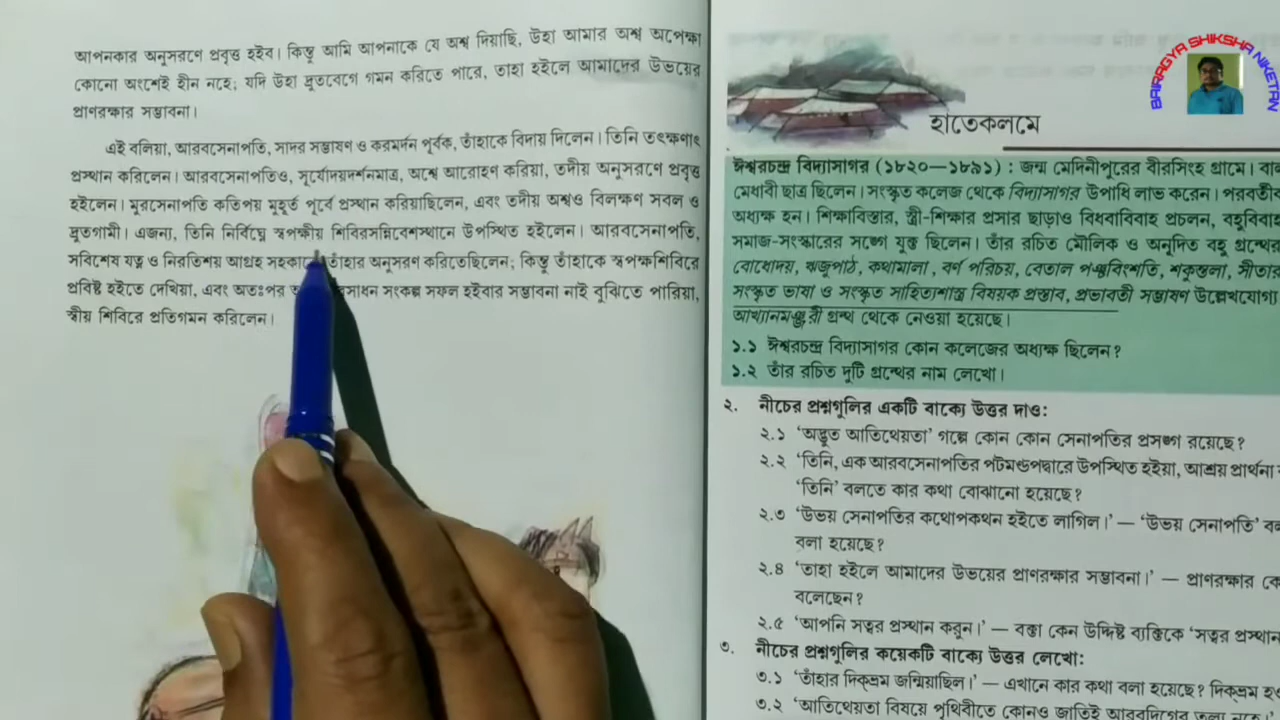 আপনকার অনুসরণে প্রবৃত্ত হইব। কিন্তু আমি আপনাকে যে অশ্ব দিয়াছি, উহা আমার অশ্ব অপেক্ষা
কোনো অংশেই হীন নহে; যদি উহা দ্রুতবেগে গমন করিতে পারে, তাহা হইলে আমাদের উভয়ের
প্রাণরক্ষার সম্ভাবনা।
এই বলিয়া, আরবসেনাপতি, সাদর সম্ভাষণ ও করমর্দন পূর্বক, তাঁহাকে বিদায় দিলেন। তিনি তৎক্ষণাৎ
প্রস্থান করিলেন। আরবসেনাপতিও, সূর্যোদয়দর্শনমাত্র, অশ্বে আরোহণ করিয়া, তদীয় অনুসরণে প্রবৃত্ত
হইলেন। মুরসেনাপতি কতিপয় মুহূর্ত পূর্বে প্রস্থান করিয়াছিলেন, এবং তদীয় অশ্বও বিলক্ষণ সবল ও
দ্রুতগামী। এজন্য, তিনি নির্বিঘ্নে স্বপক্ষীয় শিবিরসন্নিবেশস্থানে উপস্থিত হইলেন। আরবসেনাপতি,
সবিশেষ যত্ন ও নিরতিশয় আগ্রহ সহকারে তাঁহার অনুসরণ করিতেছিলেন; কিন্তু তাঁহাকে স্বপক্ষশিবিরে
প্রবিষ্ট হইতে দেখিয়া, এবং অতঃপর সাধন সংকল্প সফল হইবার সম্ভাবনা নাই বুঝিতে পারিয়া,
স্বীয় শিবিরে প্রতিগমন করিলেন।
BAIRAGYA SHIKSHA NIKETAN
হাতেকলমে
ঈশ্বরচন্দ্র বিদ্যাসাগর (১৮২০—১৮৯১) : জন্ম মেদিনীপুরের বীরসিংহ গ্রামে।
মেধাবী ছাত্র ছিলেন। সংস্কৃত কলেজ থেকে বিদ্যাসাগর উপাধি লাভ করেন।
অধ্যক্ষ হন। শিক্ষাবিস্তার, স্ত্রী-শিক্ষার প্রসার ছাড়াও বিধবাবিবাহ প্রচলন,
সমাজ-সংস্কারের সঙ্গে যুক্ত ছিলেন। তাঁর রচিত মৌলিক ও অনূদিত বহু গ্রন্থের
বোধোদয়, ঋজুপাঠ, কথামালা, বর্ণ পরিচয়, বেতাল পঞ্চবিংশতি, শকুন্তলা,
সংস্কৃত ভাষা ও সংস্কৃত সাহিত্যশাস্ত্র বিষয়ক প্রস্তাব, প্রভাবতী সম্ভাষণ
আখ্যানমঞ্জুরী গ্রন্থ থেকে নেওয়া হয়েছে।
১.১ ঈশ্বরচন্দ্র বিদ্যাসাগর কোন কলেজের অধ্যক্ষ ছিলেন?
১.২ তাঁর রচিত দুটি গ্রন্থের নাম লেখো।
২. নীচের প্রশ্নগুলির একটি বাক্যে উত্তর দাও:
২.১ ‘অদ্ভুত আতিথেয়তা’ গল্পে কোন কোন সেনাপতির প্রসঙ্গ রয়েছে?
২.২ ‘তিনি, এক আরবসেনাপতির পটমণ্ডপদ্বারে উপস্থিত হইয়া, আশ্রয় প্রার্থনা
‘তিনি’ বলতে কার কথা বোঝানো হয়েছে?
২.৩ ‘উভয় সেনাপতির কথোপকথন হইতে লাগিল।’ — ‘উভয় সেনাপতি’
বলা হয়েছে?
২.৪ ‘তাহা হইলে আমাদের উভয়ের প্রাণরক্ষার সম্ভাবনা।’ — প্রাণরক্ষার
বলেছেন?
২.৫ ‘আপনি সত্বর প্রস্থান করুন।’ — বক্তা কেন উদ্দিষ্ট ব্যক্তিকে ‘সত্বর
৩. নীচের প্রশ্নগুলির কয়েকটি বাক্যে উত্তর লেখো:
৩.১ ‘তাঁহার দিক্‌ভ্রম জন্মিয়াছিল।’ — এখানে কার কথা বলা হয়েছে? দিক্‌ভ্রম
৩.২ ‘আতিথেয়তা বিষয়ে পৃথিবীতে কোনও জাতিই আরবদিগের তুল্য নহে।’